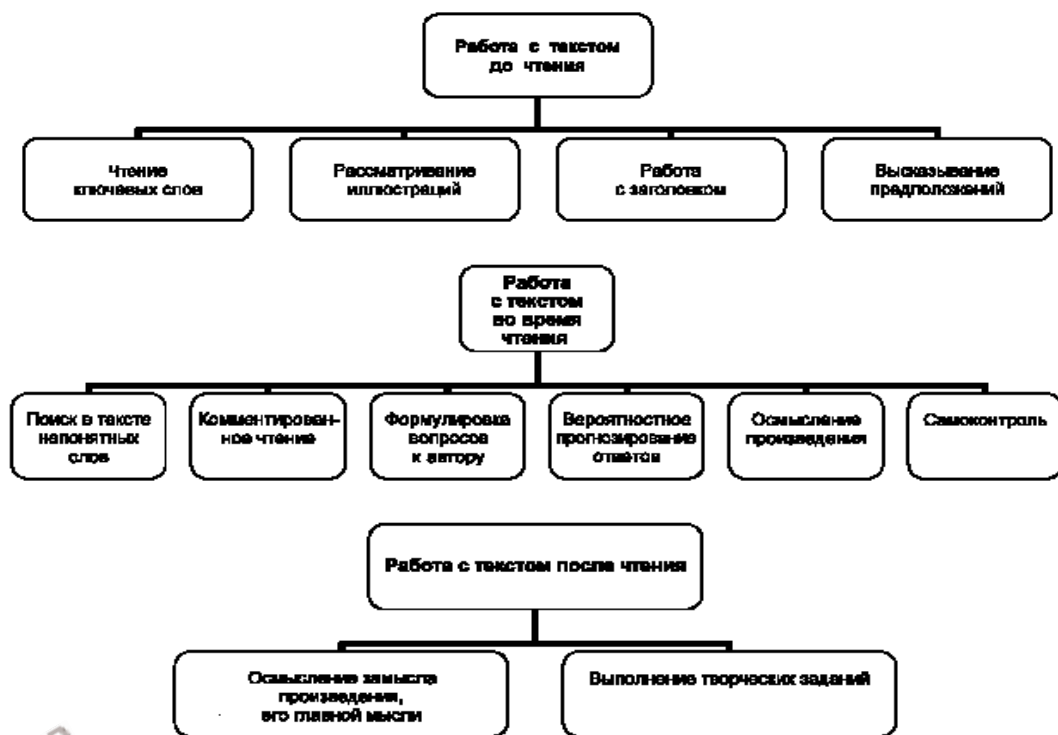 Работа с текстом
до чтения
Чтение
ключевых слов
Рассматривание
иллюстраций
Работа
с заголовком
Высказывание
предположений
Работа
с текстом
во время
чтения
Поиск в тексте
непонятных
слов
Комментирован-
ное чтение
Формулировка
вопросов
к автору
Вероятностное
прогнозирование
ответов
Осмысление
произведения
Самоконтроль
Работа с текстом после чтения
Осмысление замысла
произведения,
его главной мысли
Выполнение творческих заданий